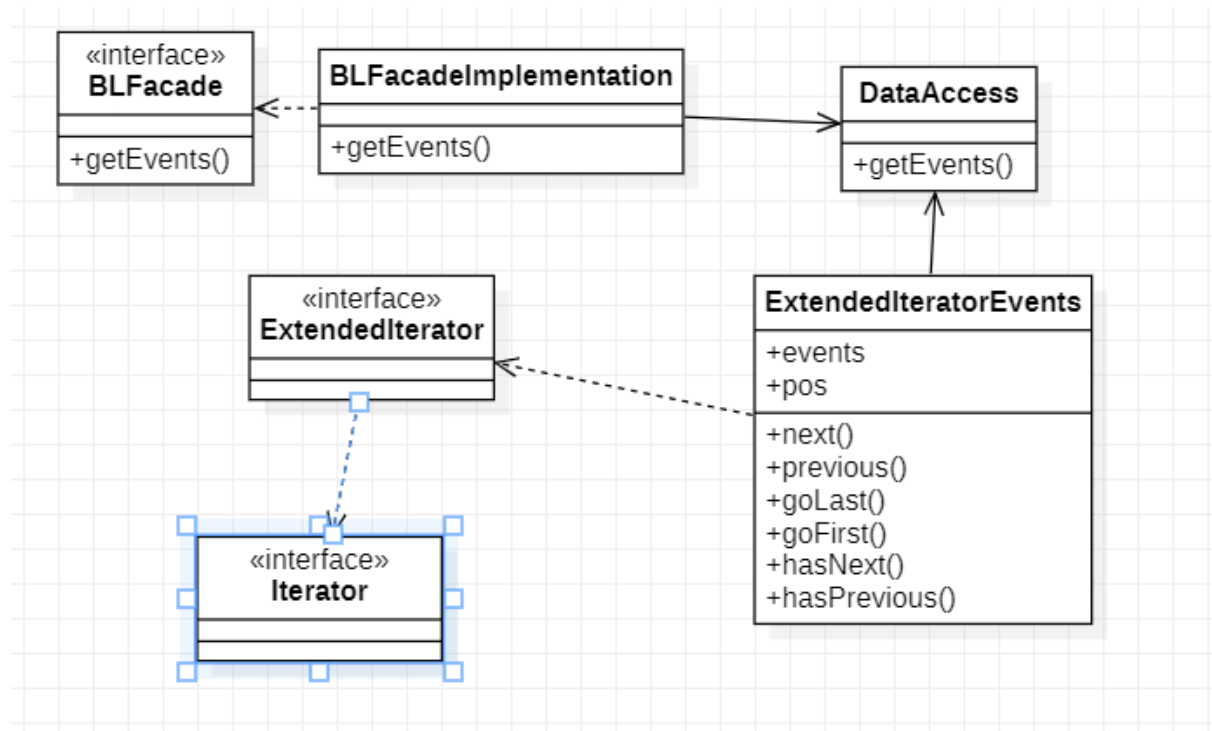 «interface»
BLFacade
+getEvents()
BLFacadeImplementation
+getEvents()
DataAccess
+getEvents()
«interface»
ExtendedIterator
ExtendedIteratorEvents
+events
+pos
+next()
+previous()
+goLast()
+goFirst()
+hasNext()
+hasPrevious()
«interface»
Iterator